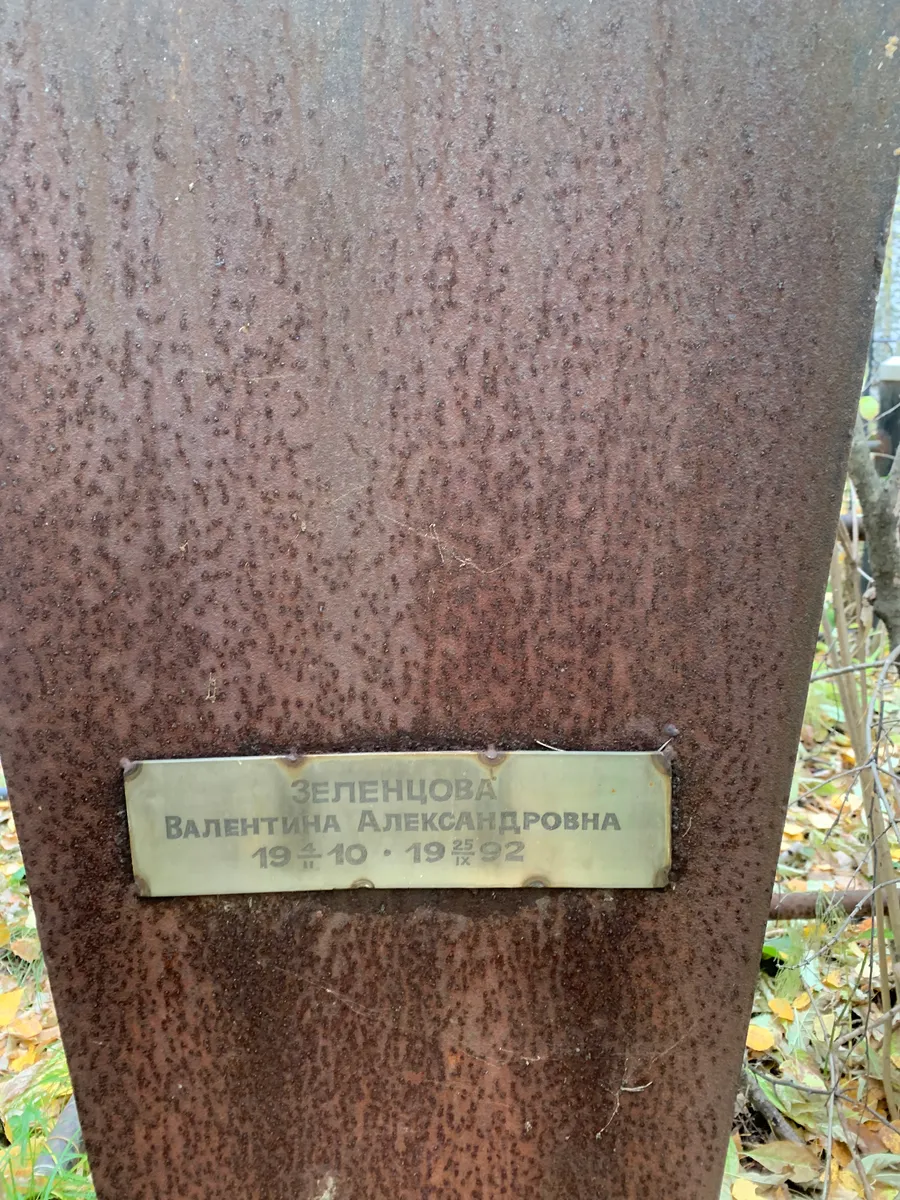 ЗЕЛЕНЦОВА
ВАЛЕНТИНА АЛЕКСАНДРОВНА
19 4/II 10 · 19 25/IX 92